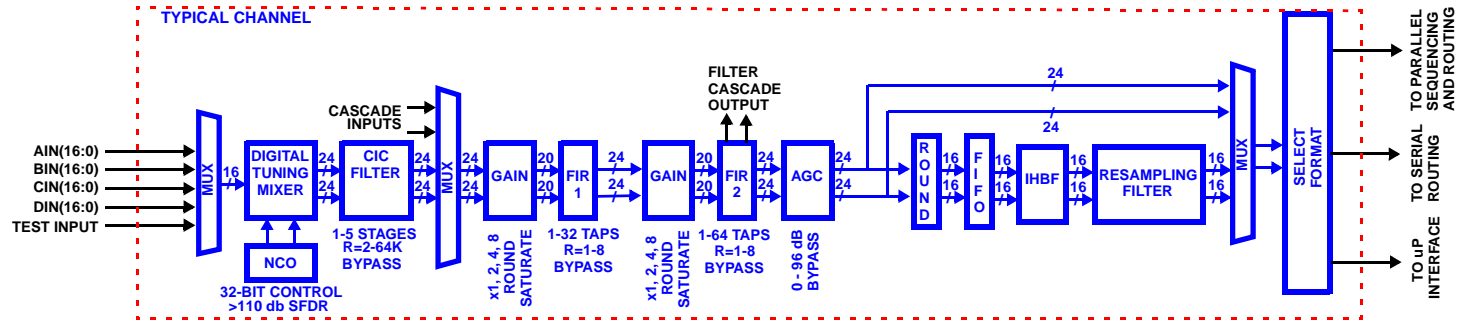 TYPICAL CHANNEL
AIN(16:0)
BIN(16:0)
CIN(16:0)
DIN(16:0)
TEST INPUT
MUX
16
DIGITAL
TUNING
MIXER
NCO
32-BIT CONTROL
>110 db SFDR
24
24
CIC
FILTER
1-5 STAGES
R=2-64K
BYPASS
24
24
CASCADE
INPUTS
MUX
24
24
GAIN
x1, 2, 4, 8
ROUND
SATURATE
20
20
FIR
1
1-32 TAPS
R=1-8
BYPASS
24
24
GAIN
x1, 2, 4, 8
ROUND
SATURATE
20
20
FILTER
CASCADE
OUTPUT
FIR
2
1-64 TAPS
R=1-8
BYPASS
24
24
AGC
0 - 96 dB
BYPASS
24
24
24
24
ROUND
16
16
FIFO
16
16
IHBF
16
16
RESAMPLING
FILTER
16
16
MUX
SELECT
FORMAT
TO PARALLEL
SEQUENCING
AND ROUTING
TO SERIAL
ROUTING
TO uP
INTERFACE